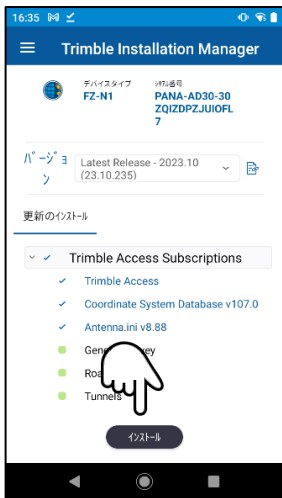 16:35
Trimble Installation Manager
デバイスタイプ
FZ-N1
シリアル番号
PANA-AD30-30
ZQIZDPZJUIOFL
7
バージョ
ン
Latest Release - 2023.10
(23.10.235)
更新のインストール
Trimble Access Subscriptions
Trimble Access
Coordinate System Database v107.0
Antenna.ini v8.88
Tunnels
インストール